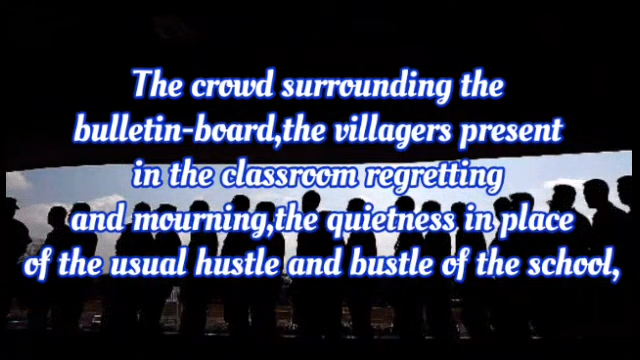 The crowd surrounding the
bulletin-board,the villagers present
in the classroom regretting
and mourning,the quietness in place
of the usual hustle and bustle of the school,